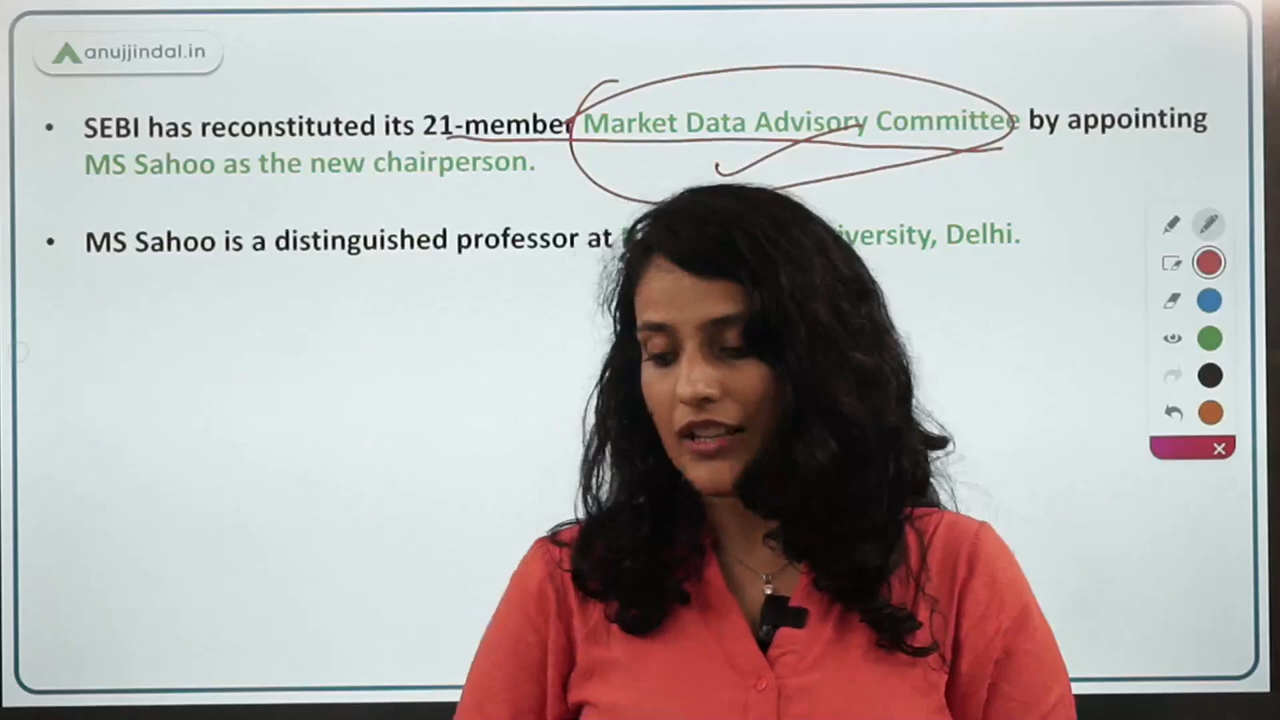 anujjindal.in
• SEBI has reconstituted its 21-member Market Data Advisory Committee by appointing
MS Sahoo as the new chairperson.
• MS Sahoo is a distinguished professor at versity, Delhi.